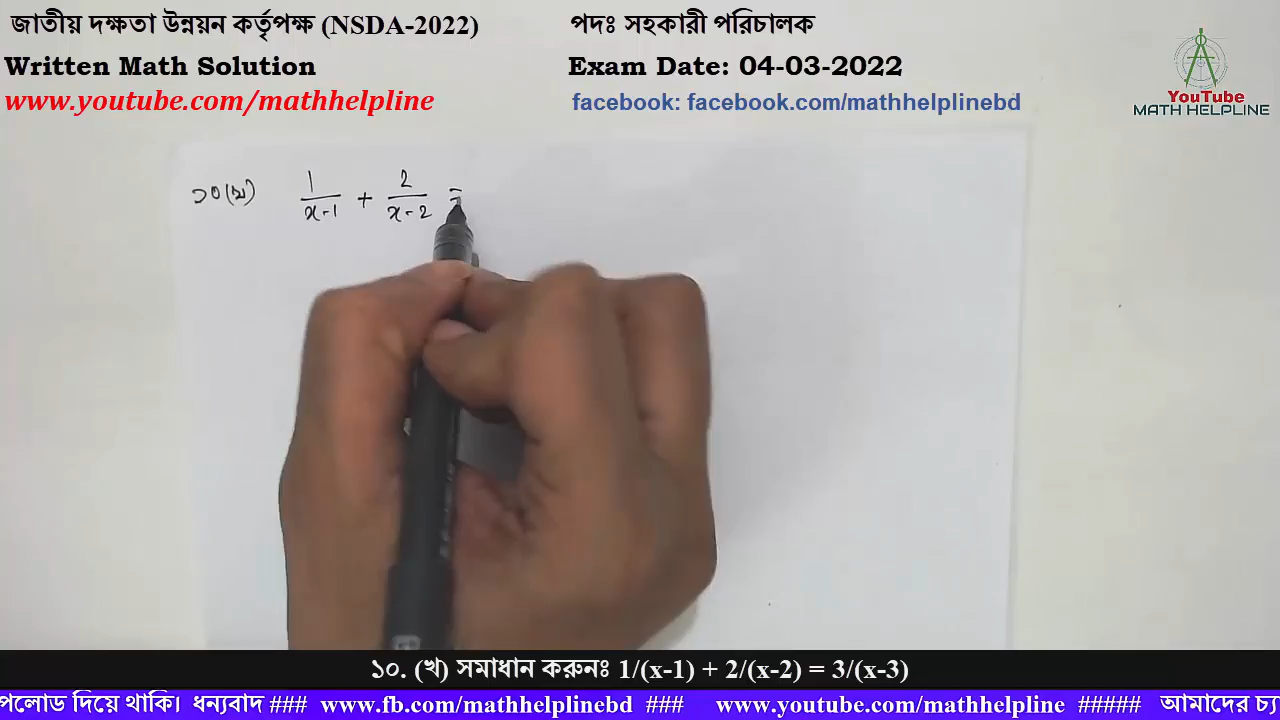 জাতীয় দক্ষতা উন্নয়ন কর্তৃপক্ষ (NSDA-2022)
পদঃ সহকারী পরিচালক
Written Math Solution
Exam Date: 04-03-2022
www.youtube.com/mathhelpline
facebook: facebook.com/mathhelplinebd
YouTube
MATH HELPLINE
১০(খ) 1/(x-1) + 2/(x-2) =
১০. (খ) সমাধান করুনঃ 1/(x-1) + 2/(x-2) = 3/(x-3)
পলোড দিয়ে থাকি। ধন্যবাদ ### www.fb.com/mathhelplinebd ### www.youtube.com/mathhelpline ##### আমাদের চ্য